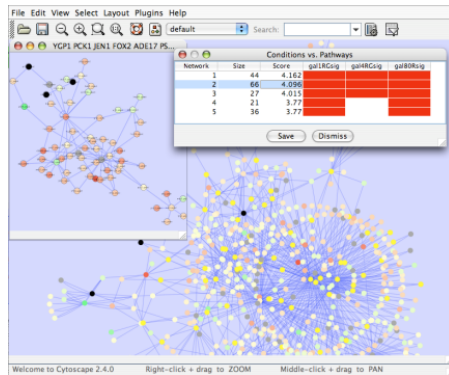 File Edit View Select Layout Plugins Help
default Search:
YGP1 PCK1 JEN1 FOX2 ADE17 PS...
Conditions vs. Pathways
Network Size Score gal1RGsig gal4RGsig gal80Rsig
1 44 4.162
2 66 4.096
3 27 4.015
4 21 3.77
5 36 3.77
Save Dismiss
Welcome to Cytoscape 2.4.0 Right-click + drag to ZOOM Middle-click + drag to PAN